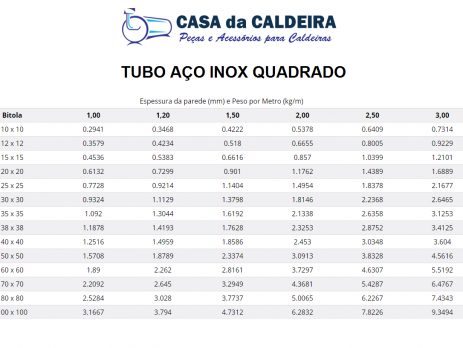 CASA da CALDEIRA
Peças e Acessórios para Caldeiras
TUBO AÇO INOX QUADRADO
Espessura da parede (mm) e Peso por Metro (kg/m)
Bitola 1,00 1,20 1,50 2,00 2,50 3,00
10 x 10 0.2941 0.3468 0.4222 0.5378 0.6409 0.7314
12 x 12 0.3579 0.4234 0.518 0.6655 0.8005 0.9229
15 x 15 0.4536 0.5383 0.6616 0.857 1.0399 1.2101
20 x 20 0.6132 0.7299 0.901 1.1762 1.4389 1.6889
25 x 25 0.7728 0.9214 1.1404 1.4954 1.8378 2.1677
30 x 30 0.9324 1.1129 1.3798 1.8146 2.2368 2.6465
35 x 35 1.092 1.3044 1.6192 2.1338 2.6358 3.1253
38 x 38 1.1878 1.4193 1.7628 2.3253 2.8752 3.4125
40 x 40 1.2516 1.4959 1.8586 2.453 3.0348 3.604
50 x 50 1.5708 1.8789 2.3374 3.0913 3.8328 4.5616
60 x 60 1.89 2.262 2.8161 3.7297 4.6307 5.5192
70 x 70 2.2092 2.645 3.2949 4.3681 5.4287 6.4767
80 x 80 2.5284 3.028 3.7737 5.0065 6.2267 7.4343
00 x 100 3.1667 3.794 4.7312 6.2832 7.8226 9.3494